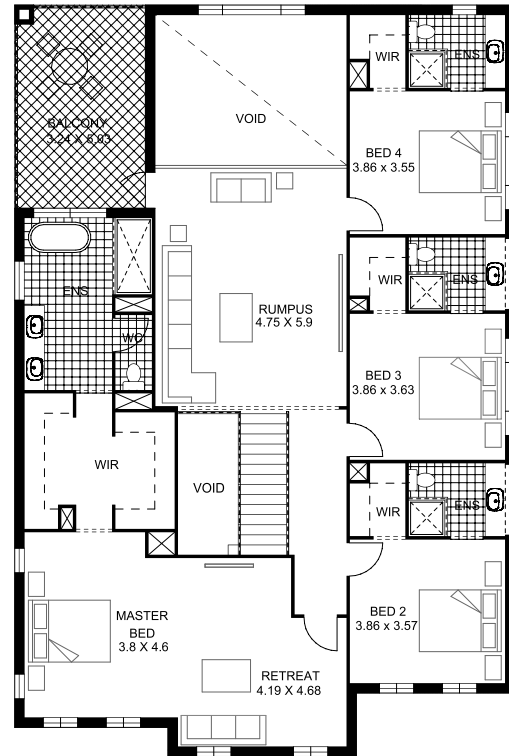 WIR
ENS
BALCONY
3.24 X 5.03
VOID
BED 4
3.86 X 3.55
ENS
WIR
ENS
RUMPUS
4.75 X 5.9
WC
BED 3
3.86 X 3.63
WIR
VOID
WIR
ENS
MASTER
BED
3.8 X 4.6
BED 2
3.86 X 3.57
RETREAT
4.19 X 4.68